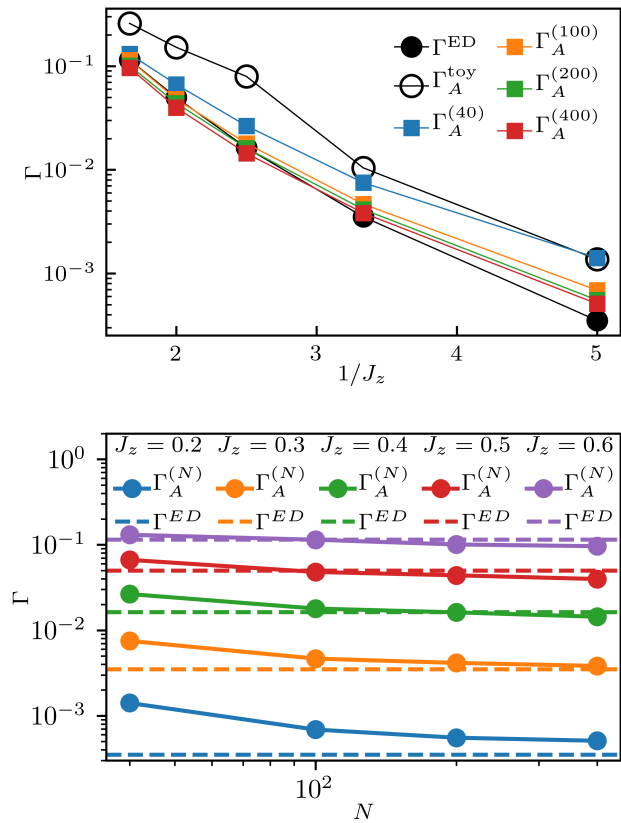 Γ^ED Γ_A^(100)
Γ_A^toy Γ_A^(200)
Γ_A^(40) Γ_A^(400)
10^−1
10^−2
10^−3
Γ
2 3 4 5
1/J_z
J_z = 0.2 J_z = 0.3 J_z = 0.4 J_z = 0.5 J_z = 0.6
Γ_A^(N) Γ_A^(N) Γ_A^(N) Γ_A^(N) Γ_A^(N)
Γ^ED Γ^ED Γ^ED Γ^ED Γ^ED
10^0
10^−1
10^−2
10^−3
Γ
10^2
N